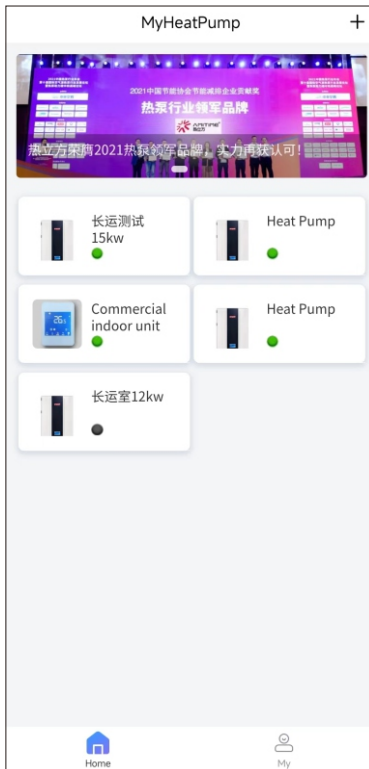 MyHeatPump
2021中国节能协会节能减排企业贡献奖
热泵行业领军品牌
热立方荣膺2021热泵领军品牌，实力再获认可！
长运测试
15kw
Heat Pump
Commercial
indoor unit
Heat Pump
长运室12kw
Home
My